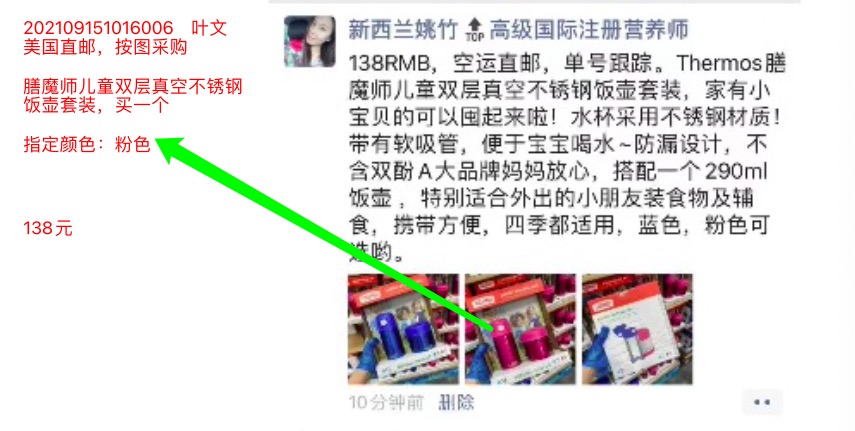 202109151016006 叶文
美国直邮，按图采购
膳魔师儿童双层真空不锈钢
饭壶套装，买一个
指定颜色：粉色
138元
新西兰姚竹 TOP 高级国际注册营养师
138RMB，空运直邮，单号跟踪。Thermos膳
魔师儿童双层真空不锈钢饭壶套装，家有小
宝贝的可以囤起来啦！水杯采用不锈钢材质！
带有软吸管，便于宝宝喝水~防漏设计，不
含双酚A大品牌妈妈放心，搭配一个290ml
饭壶，特别适合外出的小朋友装食物及辅
食，携带方便，四季都适用，蓝色，粉色可
选哟。
10分钟前 删除